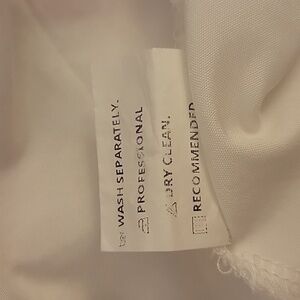 WASH SEPARATELY.
PROFESSIONAL
DRY CLEAN.
RECOMMENDED